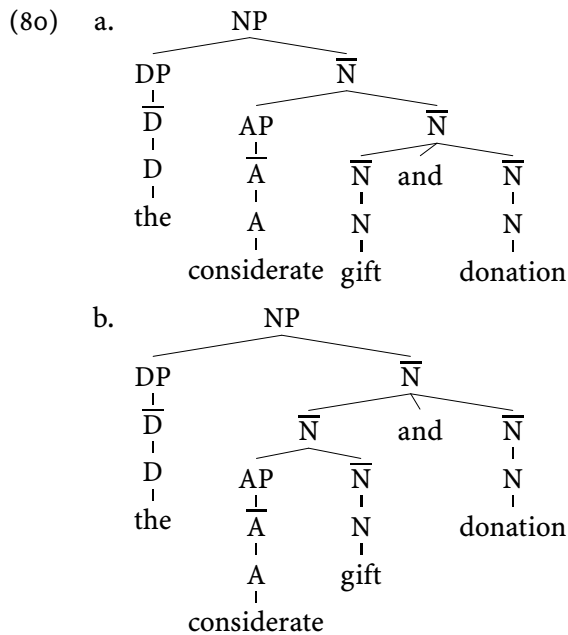 (80) a. NP
DP N̅
D̅ AP N̅
D A̅ N̅ and N̅
the A N N
considerate gift donation
b. NP
DP N̅
D̅ N̅ and N̅
D AP N̅ N
the A̅ N donation
A gift
considerate